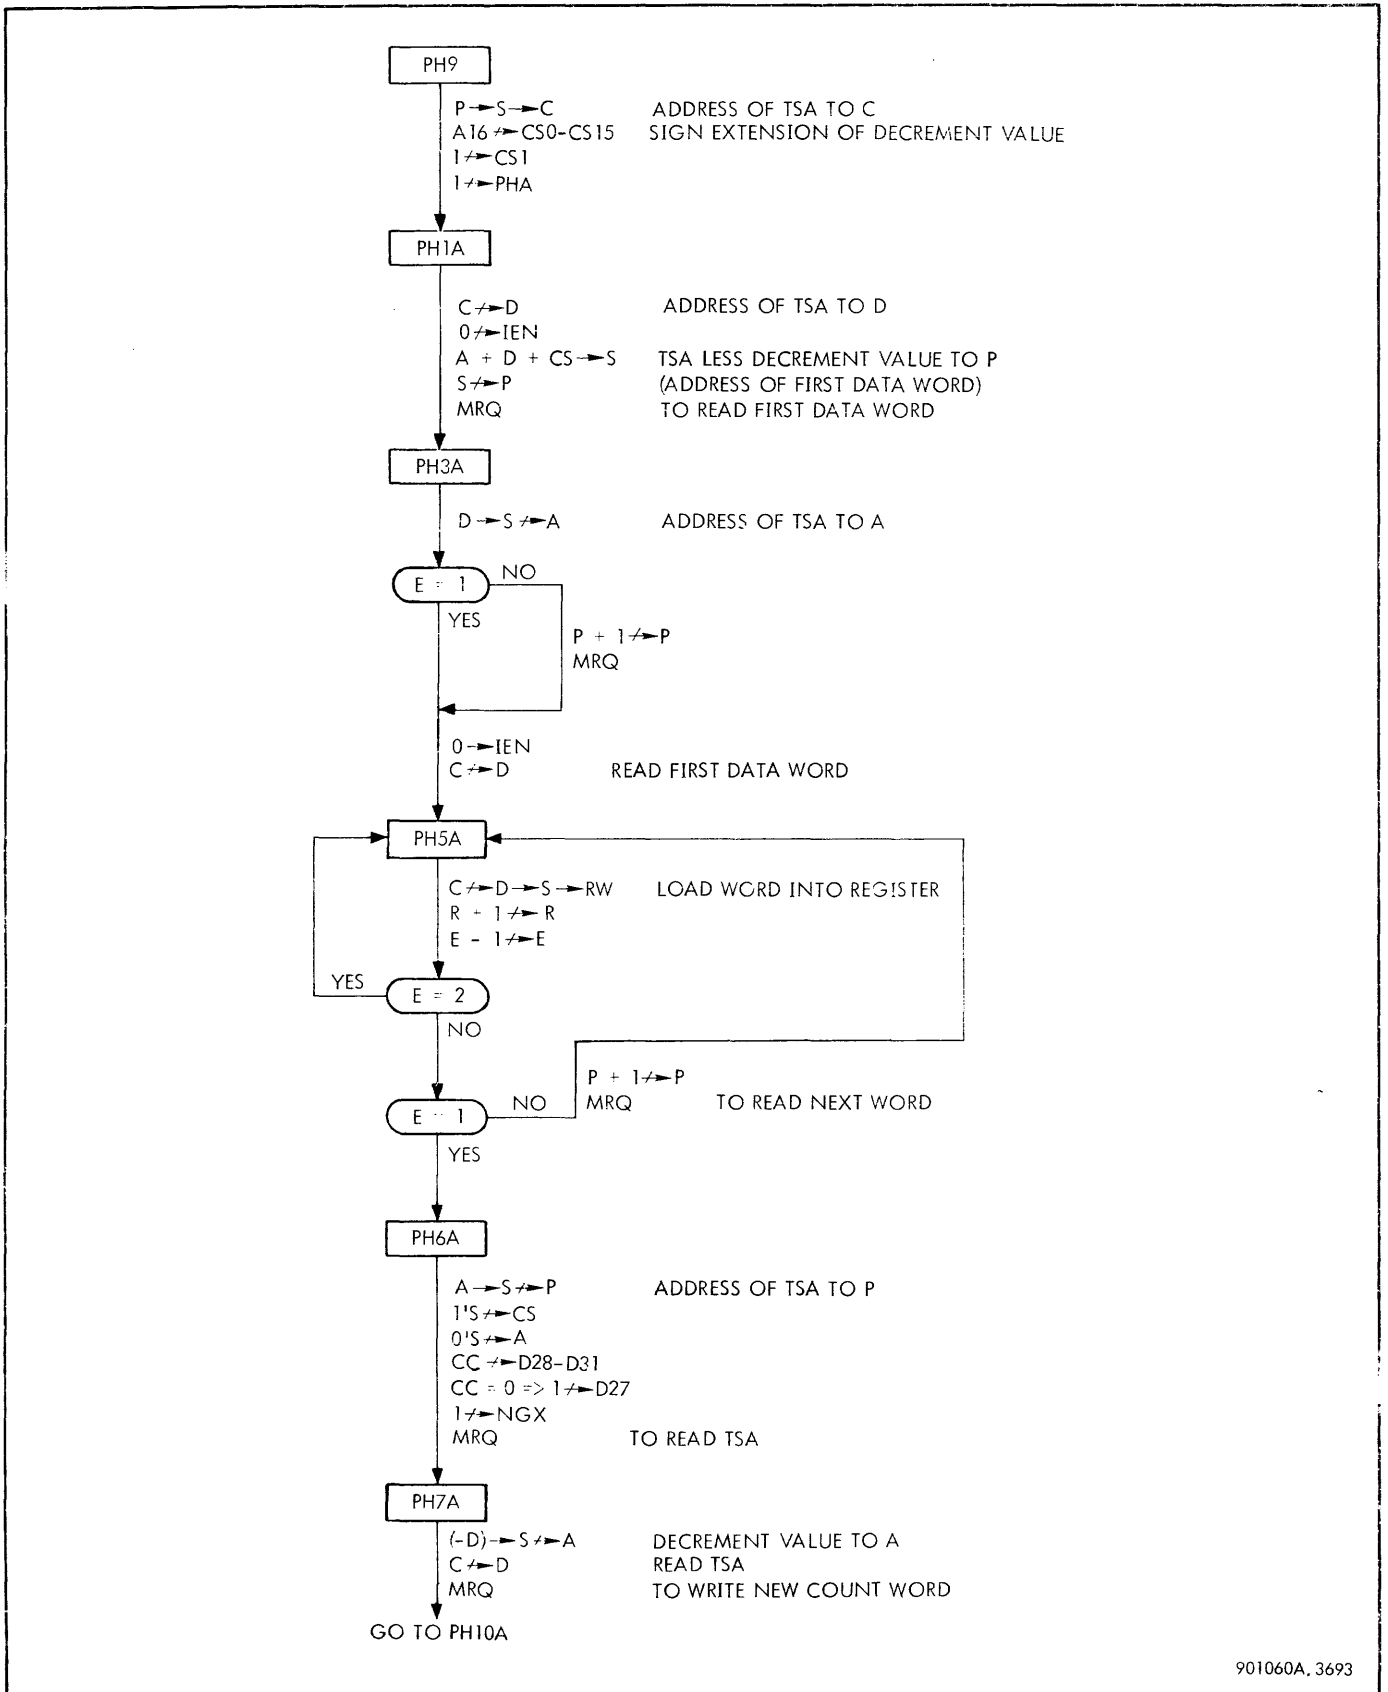 PH9
P→S→C ADDRESS OF TSA TO C
A16 ↛ CS0-CS15 SIGN EXTENSION OF DECREMENT VALUE
1 ↛ CS1
1 ↛ PHA
PH1A
C ↛ D ADDRESS OF TSA TO D
0 ↛ IEN
A + D + CS → S TSA LESS DECREMENT VALUE TO P
S ↛ P (ADDRESS OF FIRST DATA WORD)
MRQ TO READ FIRST DATA WORD
PH3A
D → S ↛ A ADDRESS OF TSA TO A
E = 1 NO
YES
P + 1 ↛ P
MRQ
0 → IEN
C ↛ D READ FIRST DATA WORD
PH5A
C ↛ D → S → RW LOAD WORD INTO REGISTER
R + 1 ↛ R
E - 1 ↛ E
YES E = 2
NO
P + 1 ↛ P
MRQ TO READ NEXT WORD
E = 1 NO
YES
PH6A
A → S ↛ P ADDRESS OF TSA TO P
1'S ↛ CS
0'S ↛ A
CC ↛ D28-D31
CC = 0 => 1 ↛ D27
1 ↛ NGX
MRQ TO READ TSA
PH7A
(-D) → S ↛ A DECREMENT VALUE TO A
C ↛ D READ TSA
MRQ TO WRITE NEW COUNT WORD
GO TO PH10A
901060A. 3693